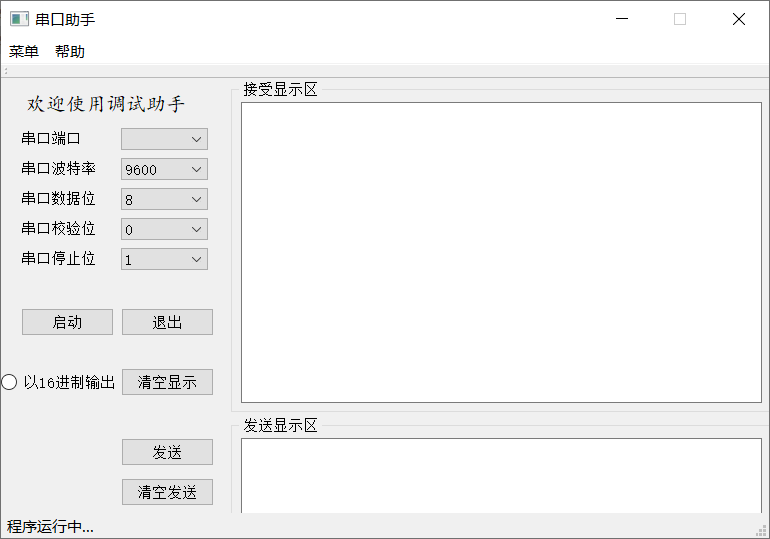 串口助手
菜单 帮助
欢迎使用调试助手
串口端口
串口波特率 9600
串口数据位 8
串口校验位 0
串口停止位 1
启动 退出
以16进制输出 清空显示
发送
清空发送
接受显示区
发送显示区
程序运行中...